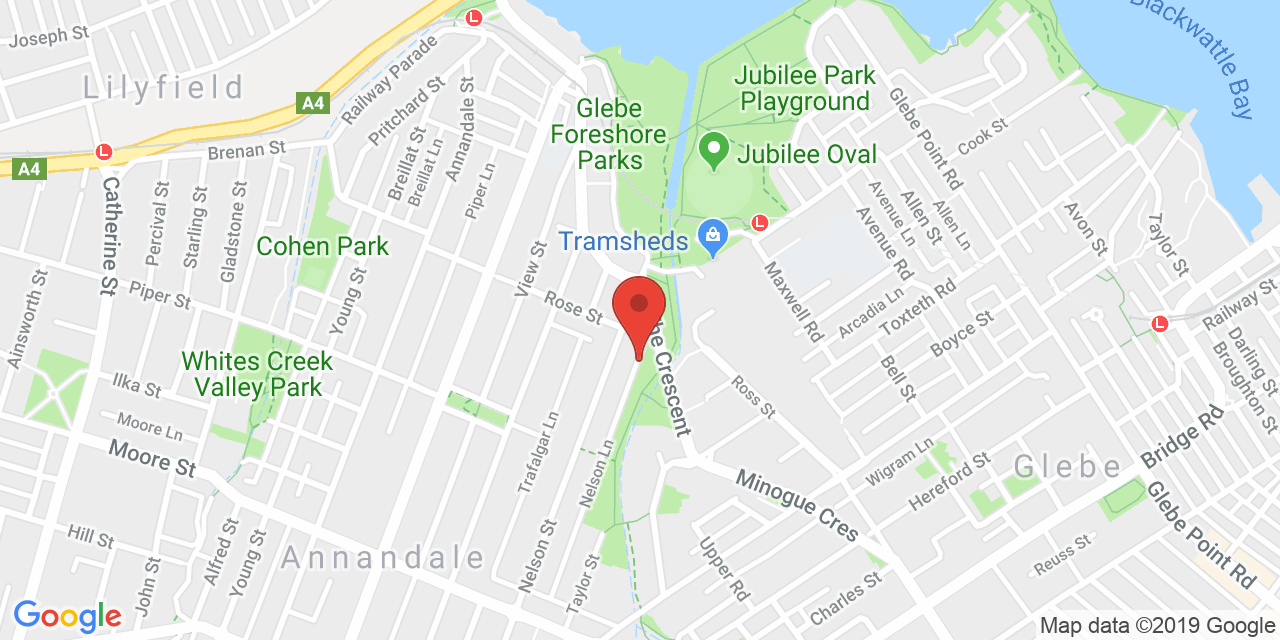 Joseph St
Lilyfield
A4
A4
Railway Parade
Pritchard St
Annandale St
Brenan St
Breillat St
Breillat Ln
Piper Ln
Glebe
Foreshore
Parks
Jubilee Park
Playground
Jubilee Oval
Blackwattle Bay
Glebe Point Rd
Cook St
Catherine St
Percival St
Starling St
Gladstone St
Cohen Park
Young St
View St
Tramsheds
Avenue Ln
Avenue Rd
Allen St
Allen Ln
Avon St
Taylor St
Ainsworth St
Piper St
Rose St
Maxwell Rd
Arcadia Ln
Toxteth Rd
Boyce St
Railway St
Darling St
Broughton St
Whites Creek
Valley Park
Crescent
Ross St
Bell St
Ilka St
Moore Ln
Moore St
Trafalgar Ln
Nelson Ln
Wigram Ln
Hereford St
Glebe
Bridge Rd
Glebe Point Rd
Minogue Cres
Hill St
Alfred St
Young St
John St
Annandale
Nelson St
Taylor St
Upper Rd
Charles St
Reuss St
Google
Map data ©2019 Google